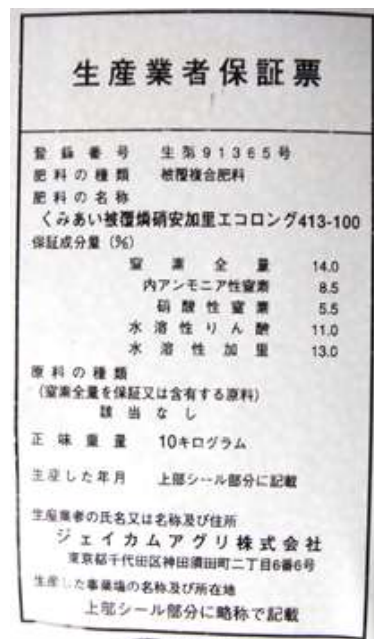 生産業者保証票
登録番号 生第91365号
肥料の種類 被覆複合肥料
肥料の名称
くみあい被覆燐硝安加里エコロング413-100
保証成分量(%)
窒素全量 14.0
内アンモニア性窒素 8.5
硝酸性窒素 5.5
水溶性りん酸 11.0
水溶性加里 13.0
原料の種類
(窒素全量を保証又は含有する原料)
該当なし
正味重量 10キログラム
生産した年月 上部シール部分に記載
生産業者の氏名又は名称及び住所
ジェイカムアグリ株式会社
東京都千代田区神田須田町二丁目6番6号
生産した事業場の名称及び所在地
上部シール部分に略称で記載